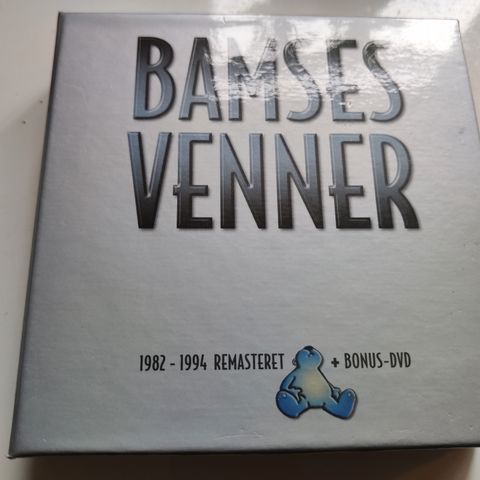 BAMSES
VENNER
1982 - 1994 REMASTERET + BONUS-DVD